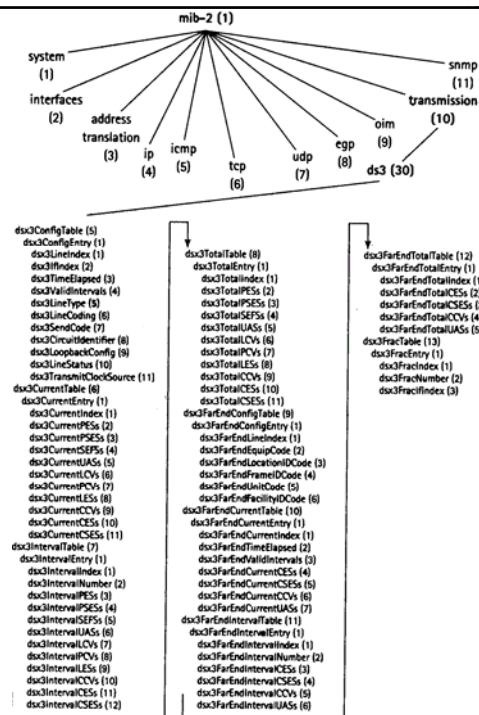 mib-2 (1)
system
(1)
interfaces
(2)
address
translation
(3)
ip
(4)
icmp
(5)
tcp
(6)
udp
(7)
egp
(8)
oim
(9)
transmission
(10)
snmp
(11)
ds3 (30)
dsx3ConfigTable (5)
dsx3ConfigEntry (1)
dsx3LineIndex (1)
dsx3IfIndex (2)
dsx3TimeElapsed (3)
dsx3ValidIntervals (4)
dsx3LineType (5)
dsx3LineCoding (6)
dsx3SendCode (7)
dsx3CircuitIdentifier (8)
dsx3LoopbackConfig (9)
dsx3LineStatus (10)
dsx3TransmitClockSource (11)
dsx3CurrentTable (6)
dsx3CurrentEntry (1)
dsx3CurrentIndex (1)
dsx3CurrentPESs (2)
dsx3CurrentPSESs (3)
dsx3CurrentSEFSs (4)
dsx3CurrentUASs (5)
dsx3CurrentLCVs (6)
dsx3CurrentPCVs (7)
dsx3CurrentLESs (8)
dsx3CurrentCCVs (9)
dsx3CurrentCESs (10)
dsx3CurrentCSESs (11)
dsx3IntervalTable (7)
dsx3IntervalEntry (1)
dsx3IntervalIndex (1)
dsx3IntervalNumber (2)
dsx3IntervalPESs (3)
dsx3IntervalPSESs (4)
dsx3IntervalSEFSs (5)
dsx3IntervalUASs (6)
dsx3IntervalLCVs (7)
dsx3IntervalPCVs (8)
dsx3IntervalLESs (9)
dsx3IntervalCCVs (10)
dsx3IntervalCESs (11)
dsx3IntervalCSESs (12)
dsx3TotalTable (8)
dsx3TotalEntry (1)
dsx3TotalIndex (1)
dsx3TotalPESs (2)
dsx3TotalPSESs (3)
dsx3TotalSEFSs (4)
dsx3TotalUASs (5)
dsx3TotalLCVs (6)
dsx3TotalPCVs (7)
dsx3TotalLESs (8)
dsx3TotalCCVs (9)
dsx3TotalCESs (10)
dsx3TotalCSESs (11)
dsx3FarEndConfigTable (9)
dsx3FarEndConfigEntry (1)
dsx3FarEndLineIndex (1)
dsx3FarEndEquipCode (2)
dsx3FarEndLocationIDCode (3)
dsx3FarEndFrameIDCode (4)
dsx3FarEndUnitCode (5)
dsx3FarEndFacilityIDCode (6)
dsx3FarEndCurrentTable (10)
dsx3FarEndCurrentEntry (1)
dsx3FarEndCurrentIndex (1)
dsx3FarEndTimeElapsed (2)
dsx3FarEndValidIntervals (3)
dsx3FarEndCurrentCESs (4)
dsx3FarEndCurrentCSESs (5)
dsx3FarEndCurrentCCVs (6)
dsx3FarEndCurrentUASs (7)
dsx3FarEndIntervalTable (11)
dsx3FarEndIntervalEntry (1)
dsx3FarEndIntervalIndex (1)
dsx3FarEndIntervalNumber (2)
dsx3FarEndIntervalCESs (3)
dsx3FarEndIntervalCSESs (4)
dsx3FarEndIntervalCCVs (5)
dsx3FarEndIntervalUASs (6)
dsx3FarEndTotalTable (12)
dsx3FarEndTotalEntry (1)
dsx3FarEndTotalIndex (1
dsx3FarEndTotalCESs (2
dsx3FarEndTotalCSESs (
dsx3FarEndTotalCCVs (4
dsx3FarEndTotalUASs (5
dsx3FracTable (13)
dsx3FracEntry (1)
dsx3FracIndex (1)
dsx3FracNumber (2)
dsx3FracIfIndex (3)